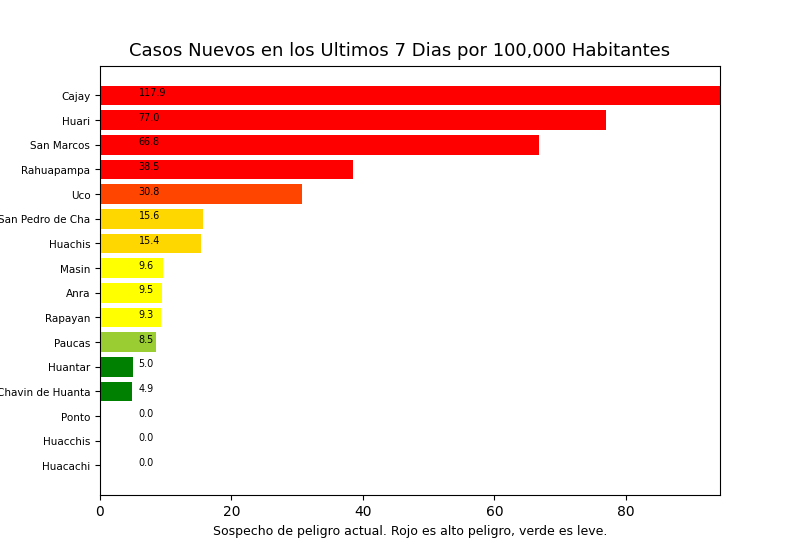 Casos Nuevos en los Ultimos 7 Dias por 100,000 Habitantes
Cajay 117.9
Huari 77.0
San Marcos 66.8
Rahuapampa 38.5
Uco 30.8
San Pedro de Cha 15.6
Huachis 15.4
Masin 9.6
Anra 9.5
Rapayan 9.3
Paucas 8.5
Huantar 5.0
Chavin de Huanta 4.9
Ponto 0.0
Huacchis 0.0
Huacachi 0.0
0 20 40 60 80
Sospecho de peligro actual. Rojo es alto peligro, verde es leve.